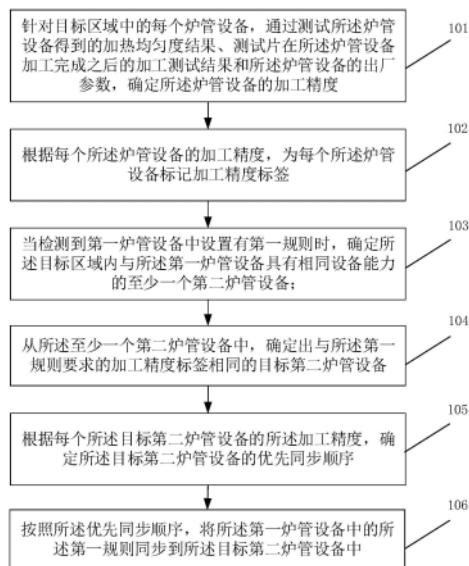 针对目标区域中的每个炉管设备，通过测试所述炉管
设备得到的加热均匀度结果、测试片在所述炉管设备
加工完成之后的加工测试结果和所述炉管设备的出厂
参数，确定所述炉管设备的加工精度
101
根据每个所述炉管设备的加工精度，为每个所述炉管
设备标记加工精度标签
102
当检测到第一炉管设备中设置有第一规则时，确定所
述目标区域内与所述第一炉管设备具有相同设备能力
的至少一个第二炉管设备；
103
从所述至少一个第二炉管设备中，确定出与所述第一
规则要求的加工精度标签相同的目标第二炉管设备
104
根据每个所述目标第二炉管设备的所述加工精度，确
定所述目标第二炉管设备的优先同步顺序
105
按照所述优先同步顺序，将所述第一炉管设备中的所
述第一规则同步到所述目标第二炉管设备中
106